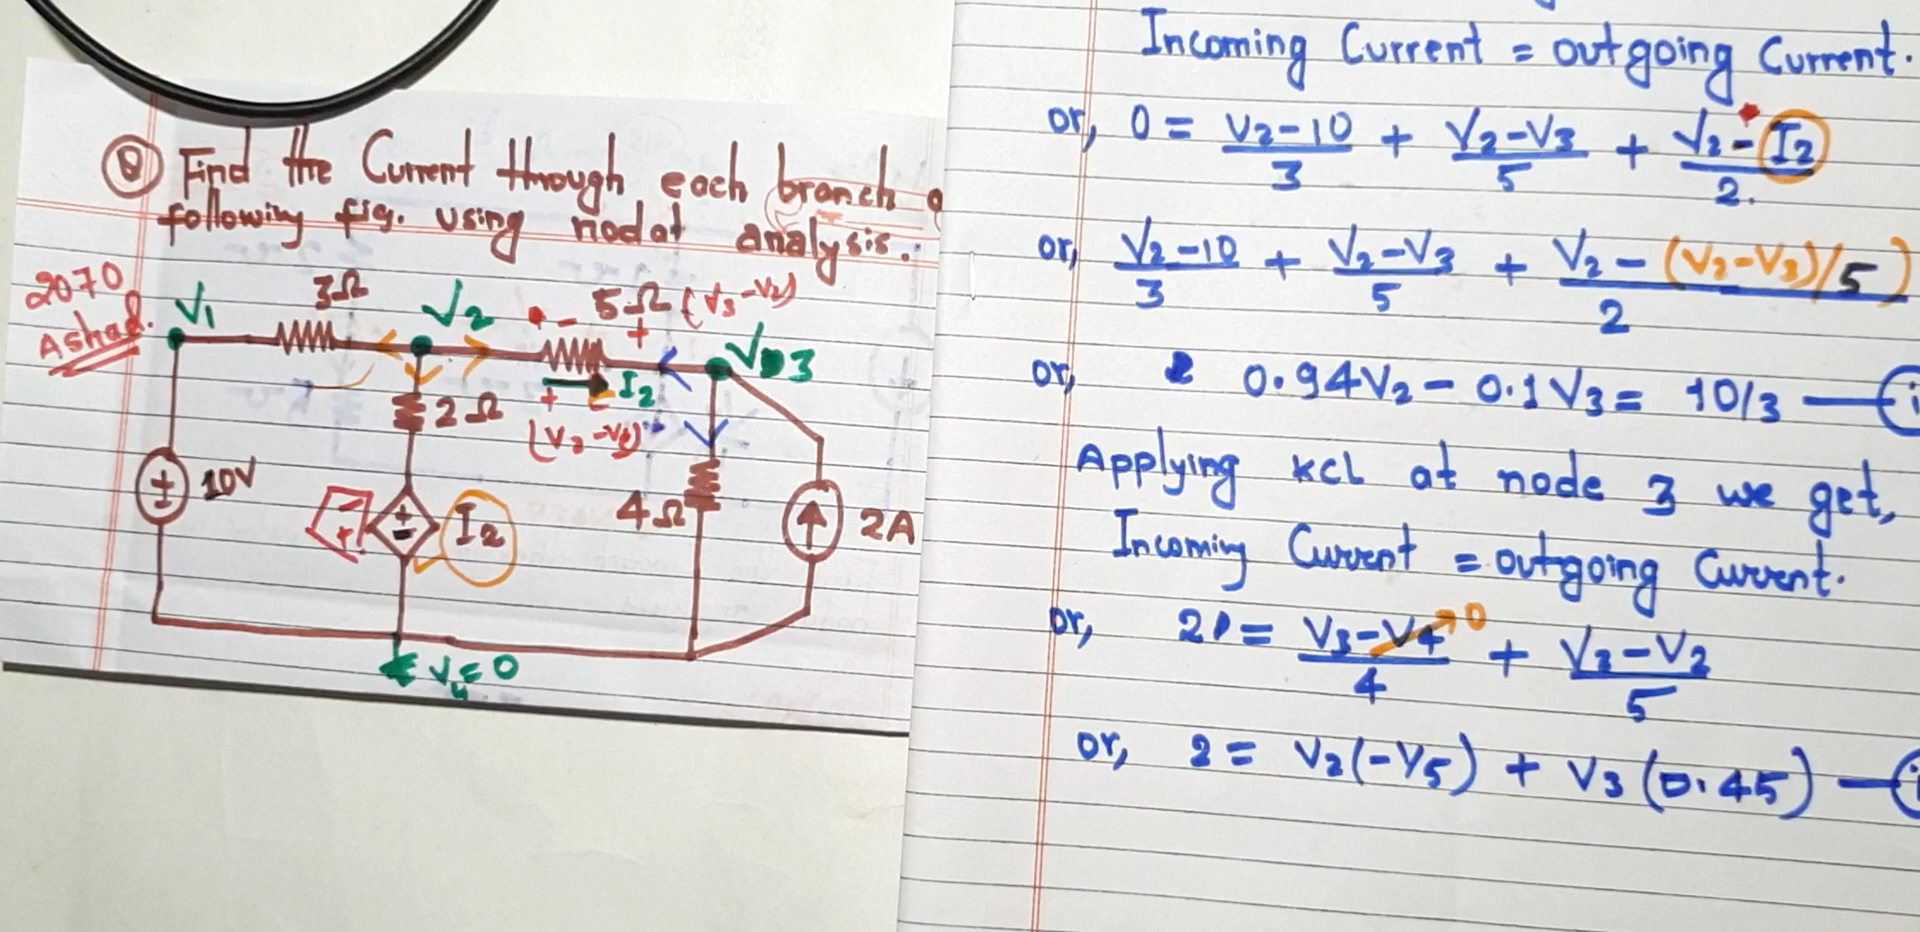 Q Find the Current through each branch
following fig. using nodal analysis.
2070
Ashad.
V1
3Ω
V2
- 5Ω (V3-V2)
+
V3
I2
+
2Ω
10V
+
-
I2
4Ω
2A
V4=0
Incoming Current = outgoing Current.
or, 0 = V2-10/3 + V2-V3/5 + V2-I2/2.
or, V2-10/3 + V2-V3/5 + V2-(V2-V3)/5)/2
or, 0.94V2 - 0.1V3 = 10/3 — i
Applying KCL at node 3 we get,
Incoming Current = outgoing Current.
or, 2 = V3-V4/4 + V3-V2/5
0
or, 2 = V2(-1/5) + V3(0.45) —